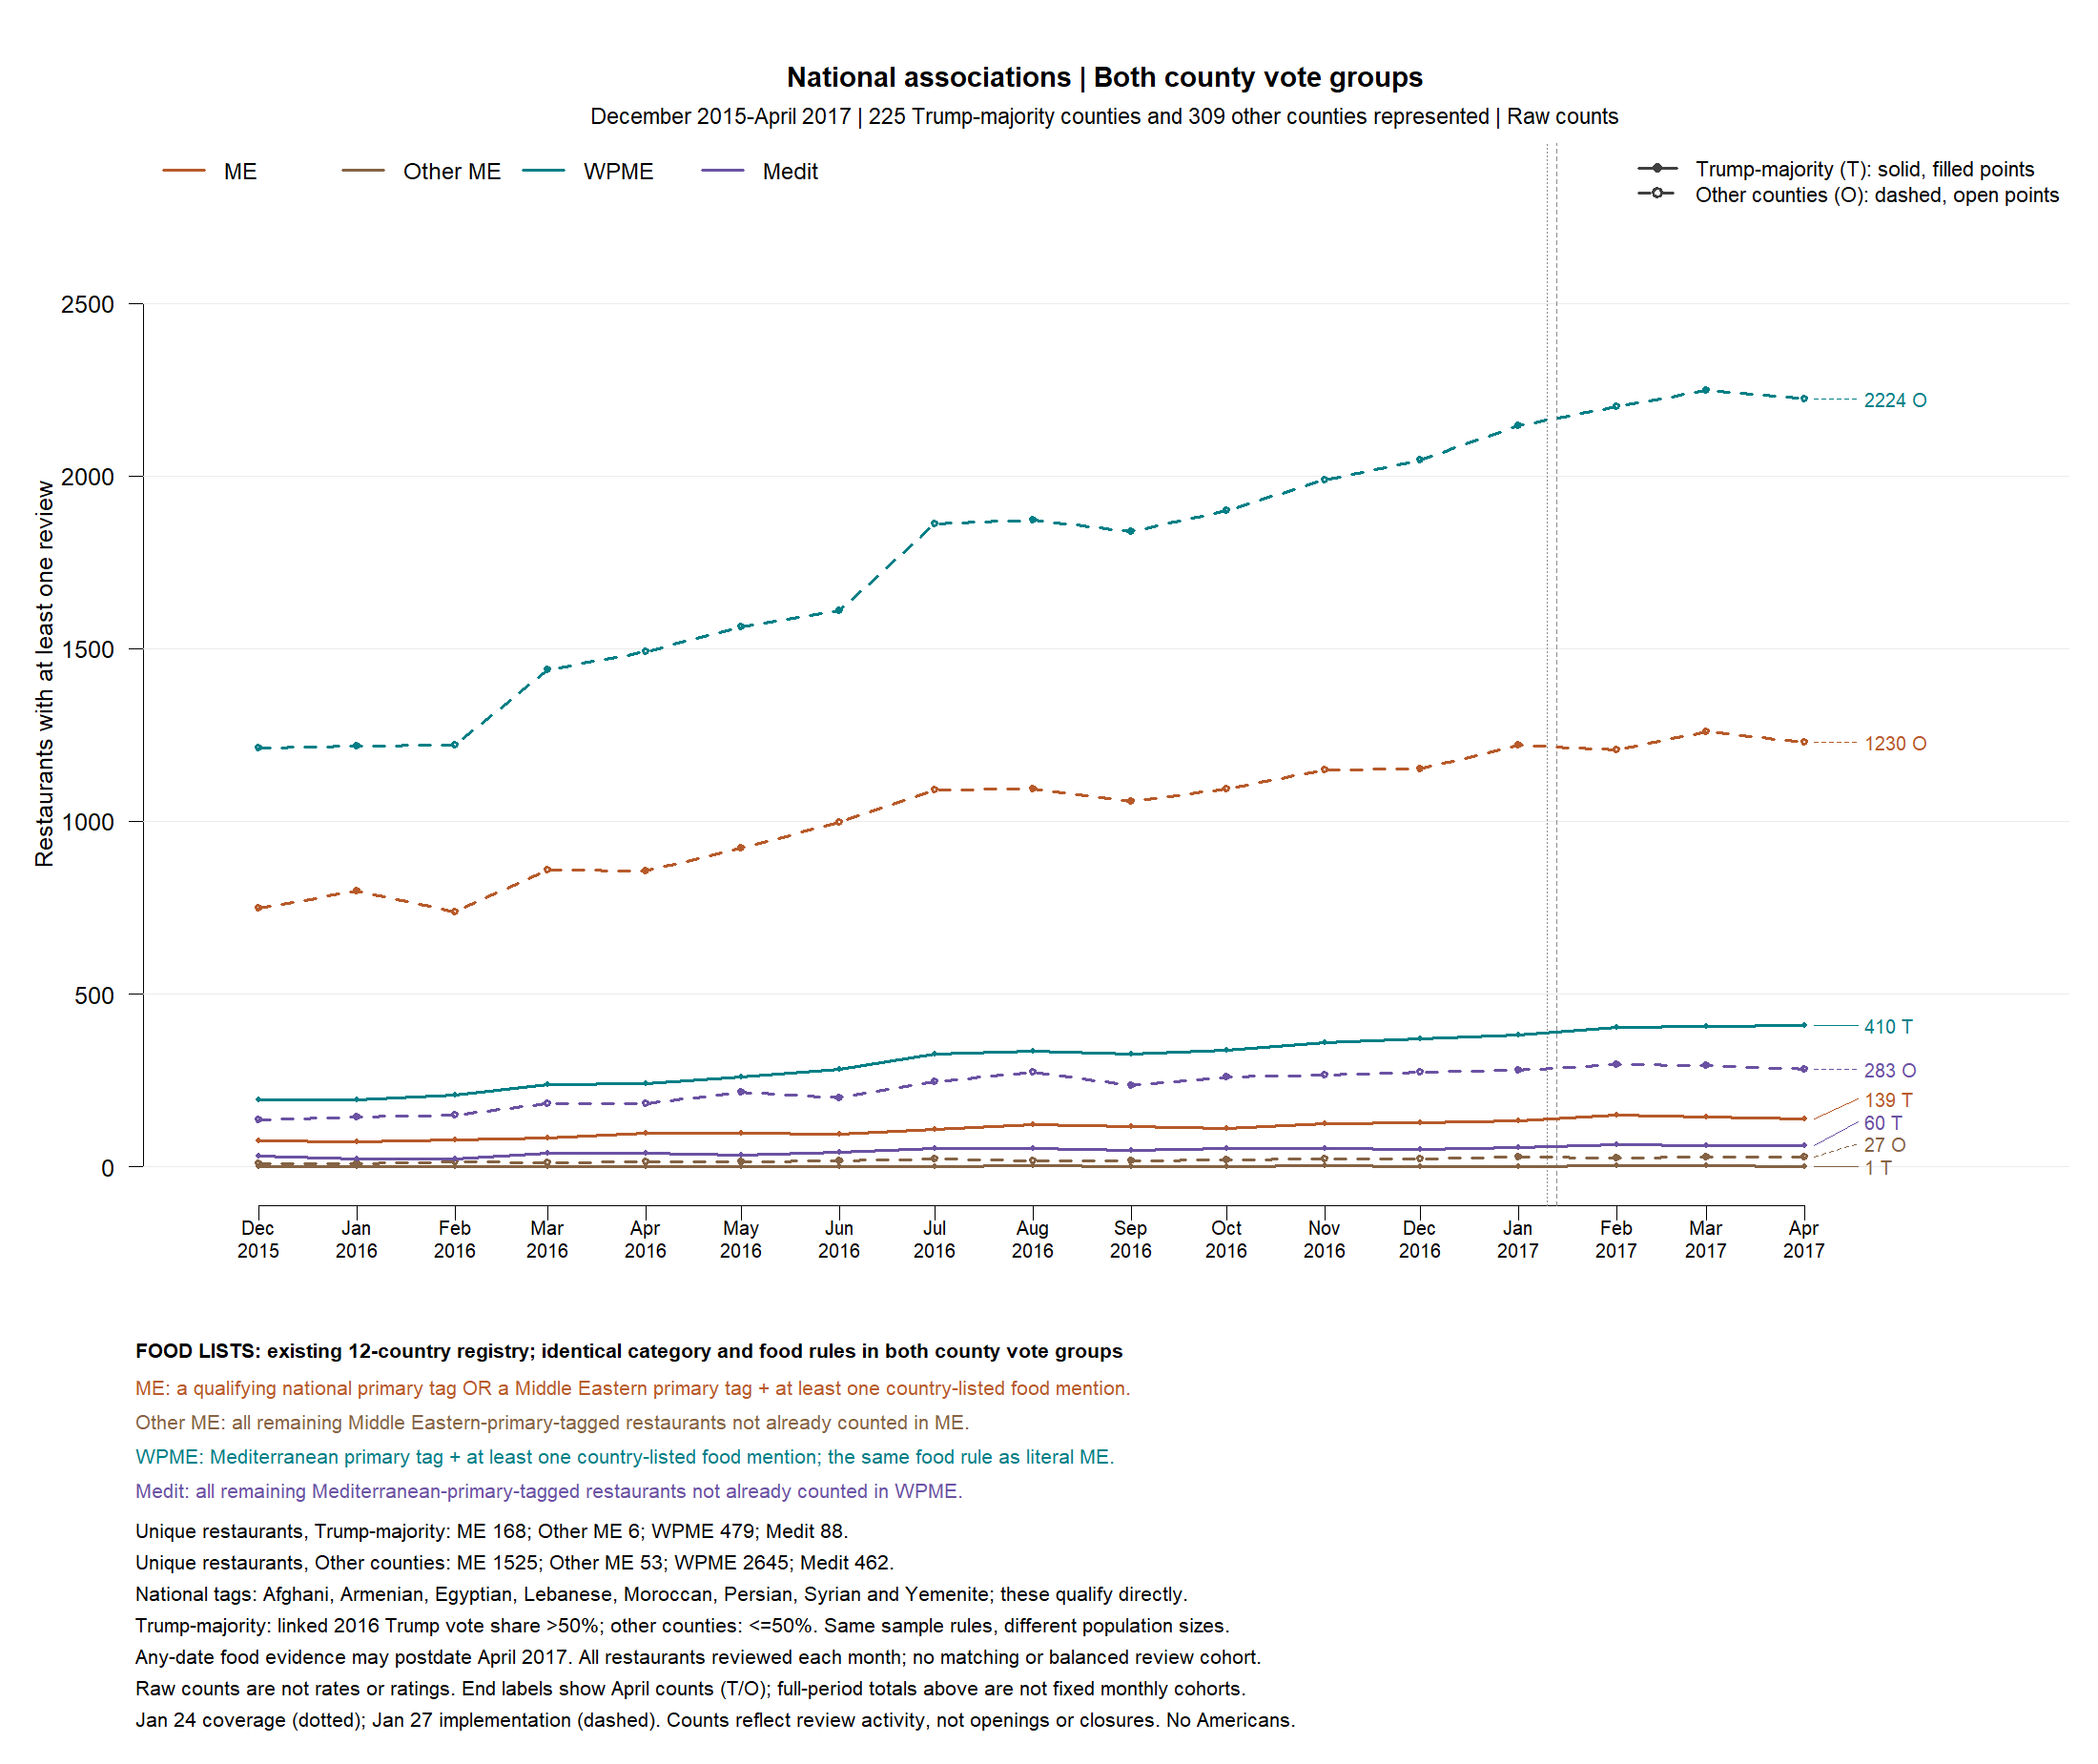 National associations | Both county vote groups
December 2015-April 2017 | 225 Trump-majority counties and 309 other counties represented | Raw counts
ME
Other ME
WPME
Medit
Trump-majority (T): solid, filled points
Other counties (O): dashed, open points
Restaurants with at least one review
2500
2000
1500
1000
500
0
2224 O
1230 O
410 T
283 O
139 T
60 T
27 O
1 T
Dec 2015
Jan 2016
Feb 2016
Mar 2016
Apr 2016
May 2016
Jun 2016
Jul 2016
Aug 2016
Sep 2016
Oct 2016
Nov 2016
Dec 2016
Jan 2017
Feb 2017
Mar 2017
Apr 2017
FOOD LISTS: existing 12-country registry; identical category and food rules in both county vote groups
ME: a qualifying national primary tag OR a Middle Eastern primary tag + at least one country-listed food mention.
Other ME: all remaining Middle Eastern-primary-tagged restaurants not already counted in ME.
WPME: Mediterranean primary tag + at least one country-listed food mention; the same food rule as literal ME.
Medit: all remaining Mediterranean-primary-tagged restaurants not already counted in WPME.
Unique restaurants, Trump-majority: ME 168; Other ME 6; WPME 479; Medit 88.
Unique restaurants, Other counties: ME 1525; Other ME 53; WPME 2645; Medit 462.
National tags: Afghani, Armenian, Egyptian, Lebanese, Moroccan, Persian, Syrian and Yemenite; these qualify directly.
Trump-majority: linked 2016 Trump vote share >50%; other counties: <=50%. Same sample rules, different population sizes.
Any-date food evidence may postdate April 2017. All restaurants reviewed each month; no matching or balanced review cohort.
Raw counts are not rates or ratings. End labels show April counts (T/O); full-period totals above are not fixed monthly cohorts.
Jan 24 coverage (dotted); Jan 27 implementation (dashed). Counts reflect review activity, not openings or closures. No Americans.